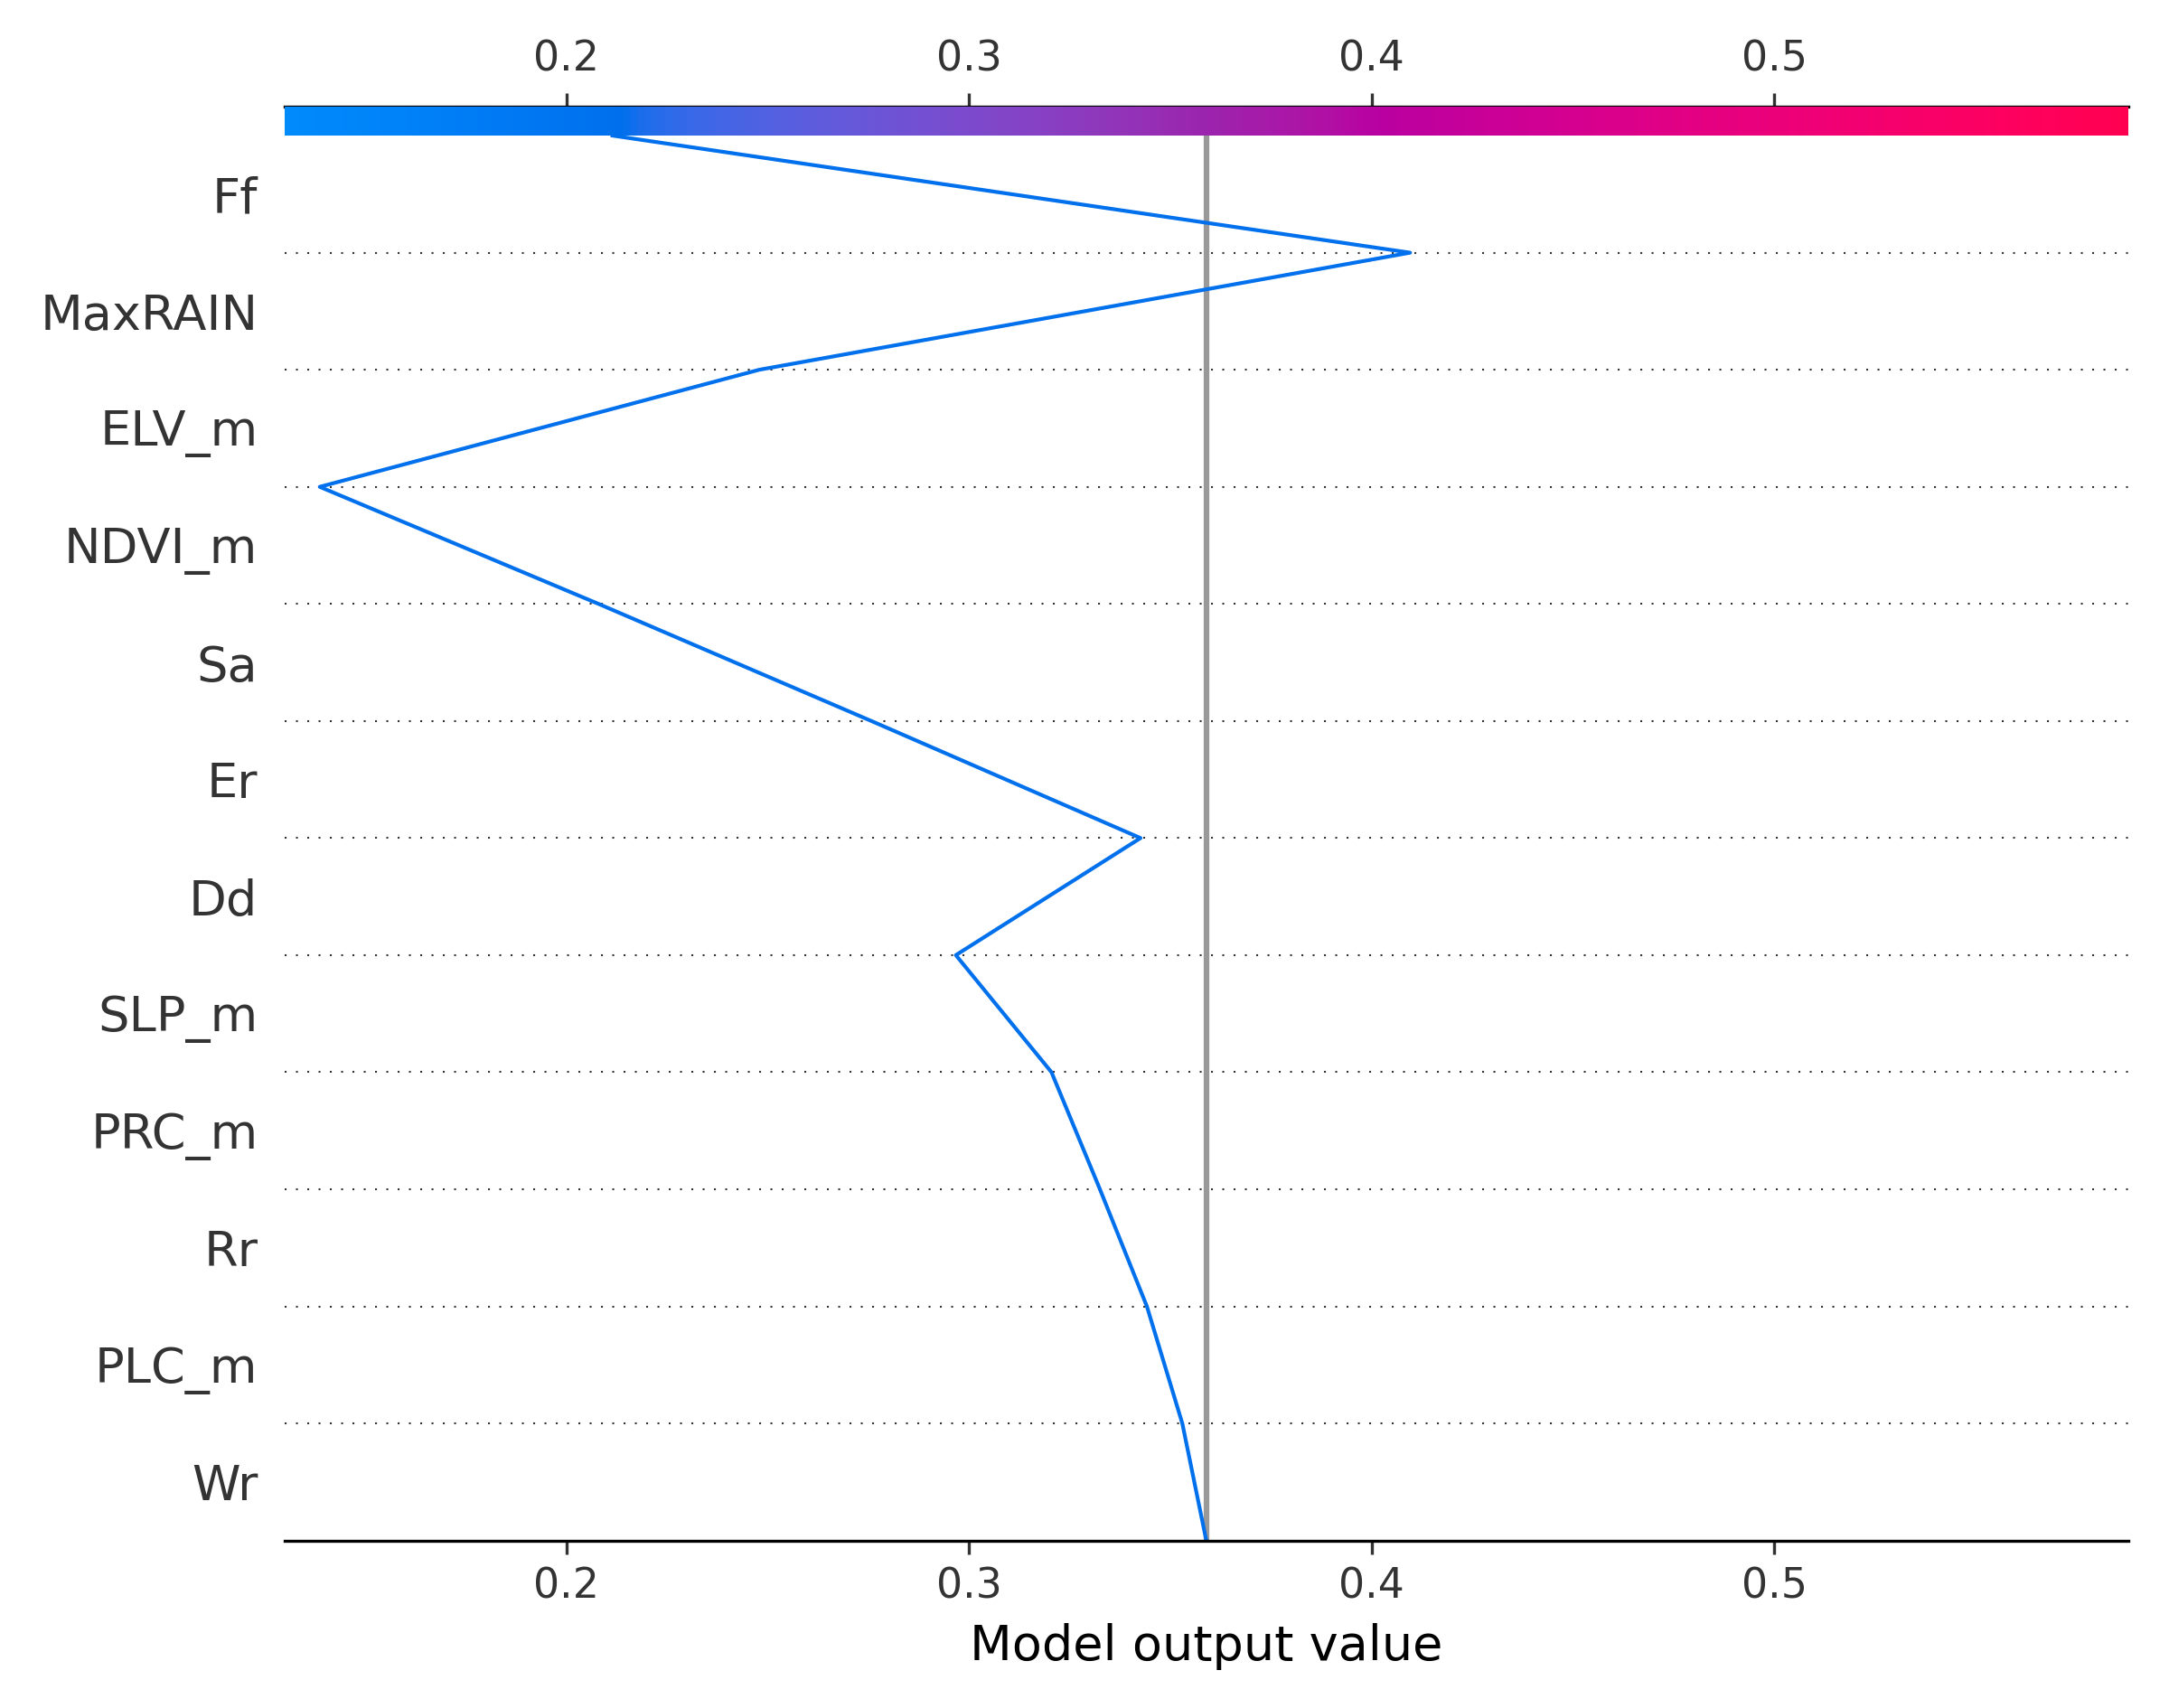 0.2 0.3 0.4 0.5
Ff
MaxRAIN
ELV_m
NDVI_m
Sa
Er
Dd
SLP_m
PRC_m
Rr
PLC_m
Wr
0.2 0.3 0.4 0.5
Model output value